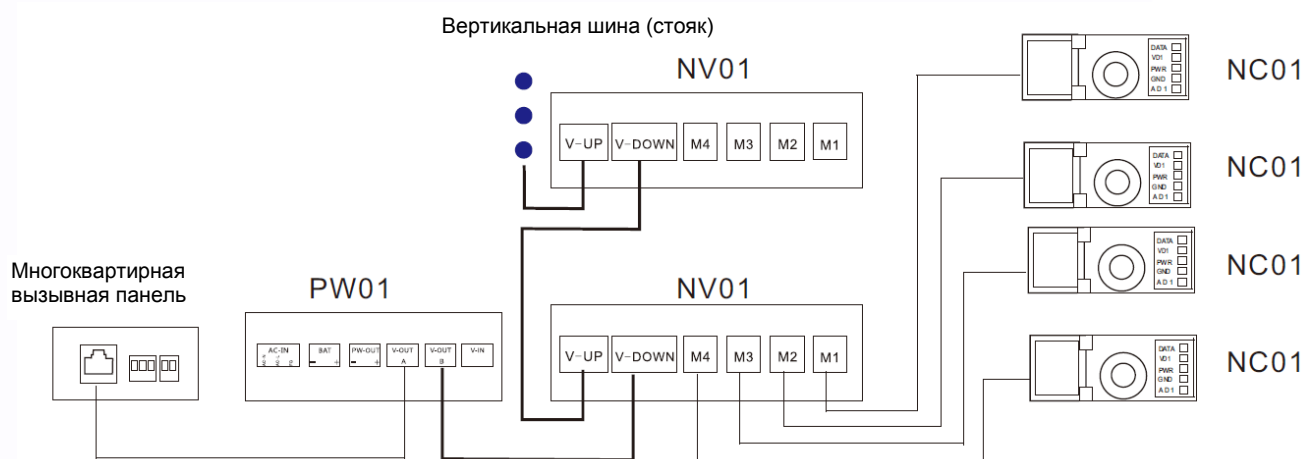 Вертикальная шина (стояк)
NV01
V-UP
V-DOWN
M4
M3
M2
M1
DATA
VD1
PWR
GND
AD1
NC01
DATA
VD1
PWR
GND
AD1
NC01
DATA
VD1
PWR
GND
AD1
NC01
Многоквартирная
вызывная панель
PW01
AC-IN
BAT
- +
PW-OUT
- +
V-OUT
A
V-OUT
B
V-IN
NV01
V-UP
V-DOWN
M4
M3
M2
M1
DATA
VD1
PWR
GND
AD1
NC01